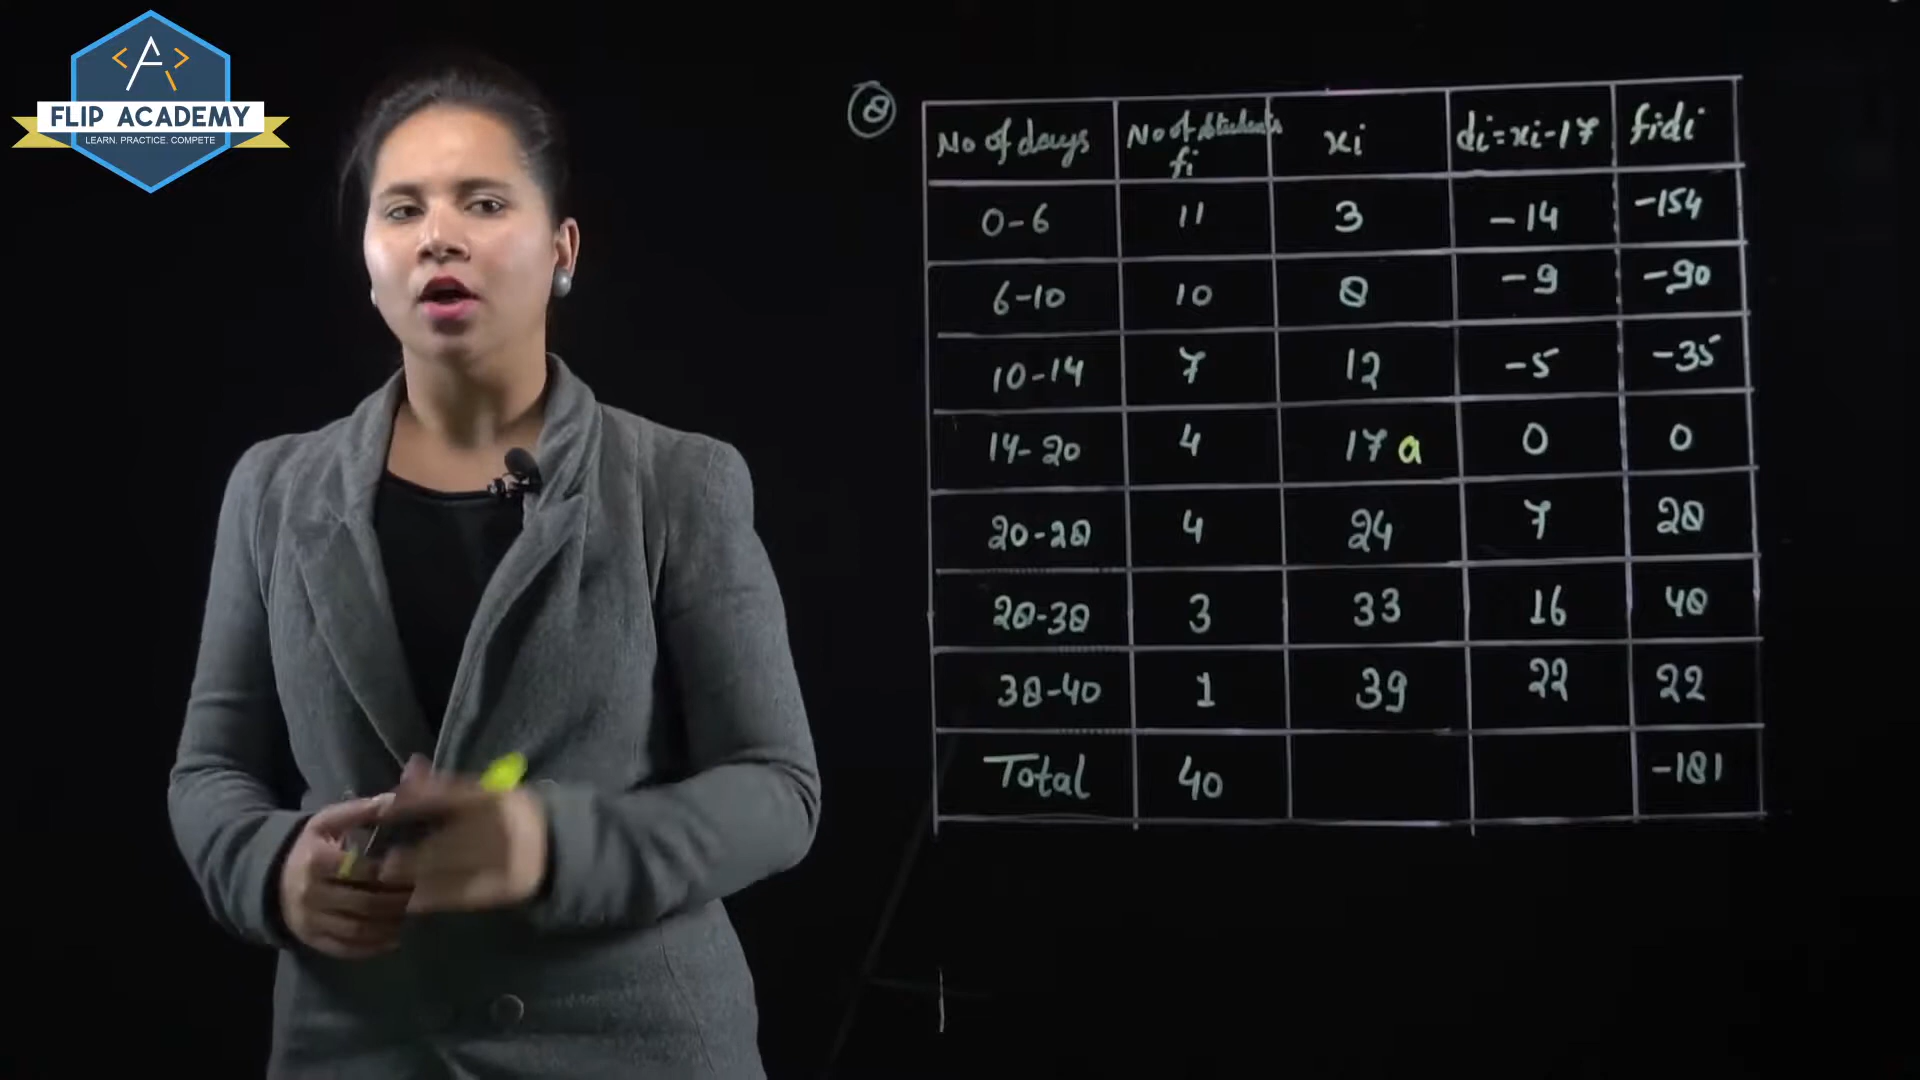 FLIP ACADEMY
LEARN. PRACTICE. COMPETE
8
No of days No of students fi xi di=xi-17 fidi
0-6 11 3 -14 -154
6-10 10 8 -9 -90
10-14 7 12 -5 -35
14-20 4 17 a 0 0
20-28 4 24 7 28
28-38 3 33 16 48
38-40 1 39 22 22
Total 40 -181